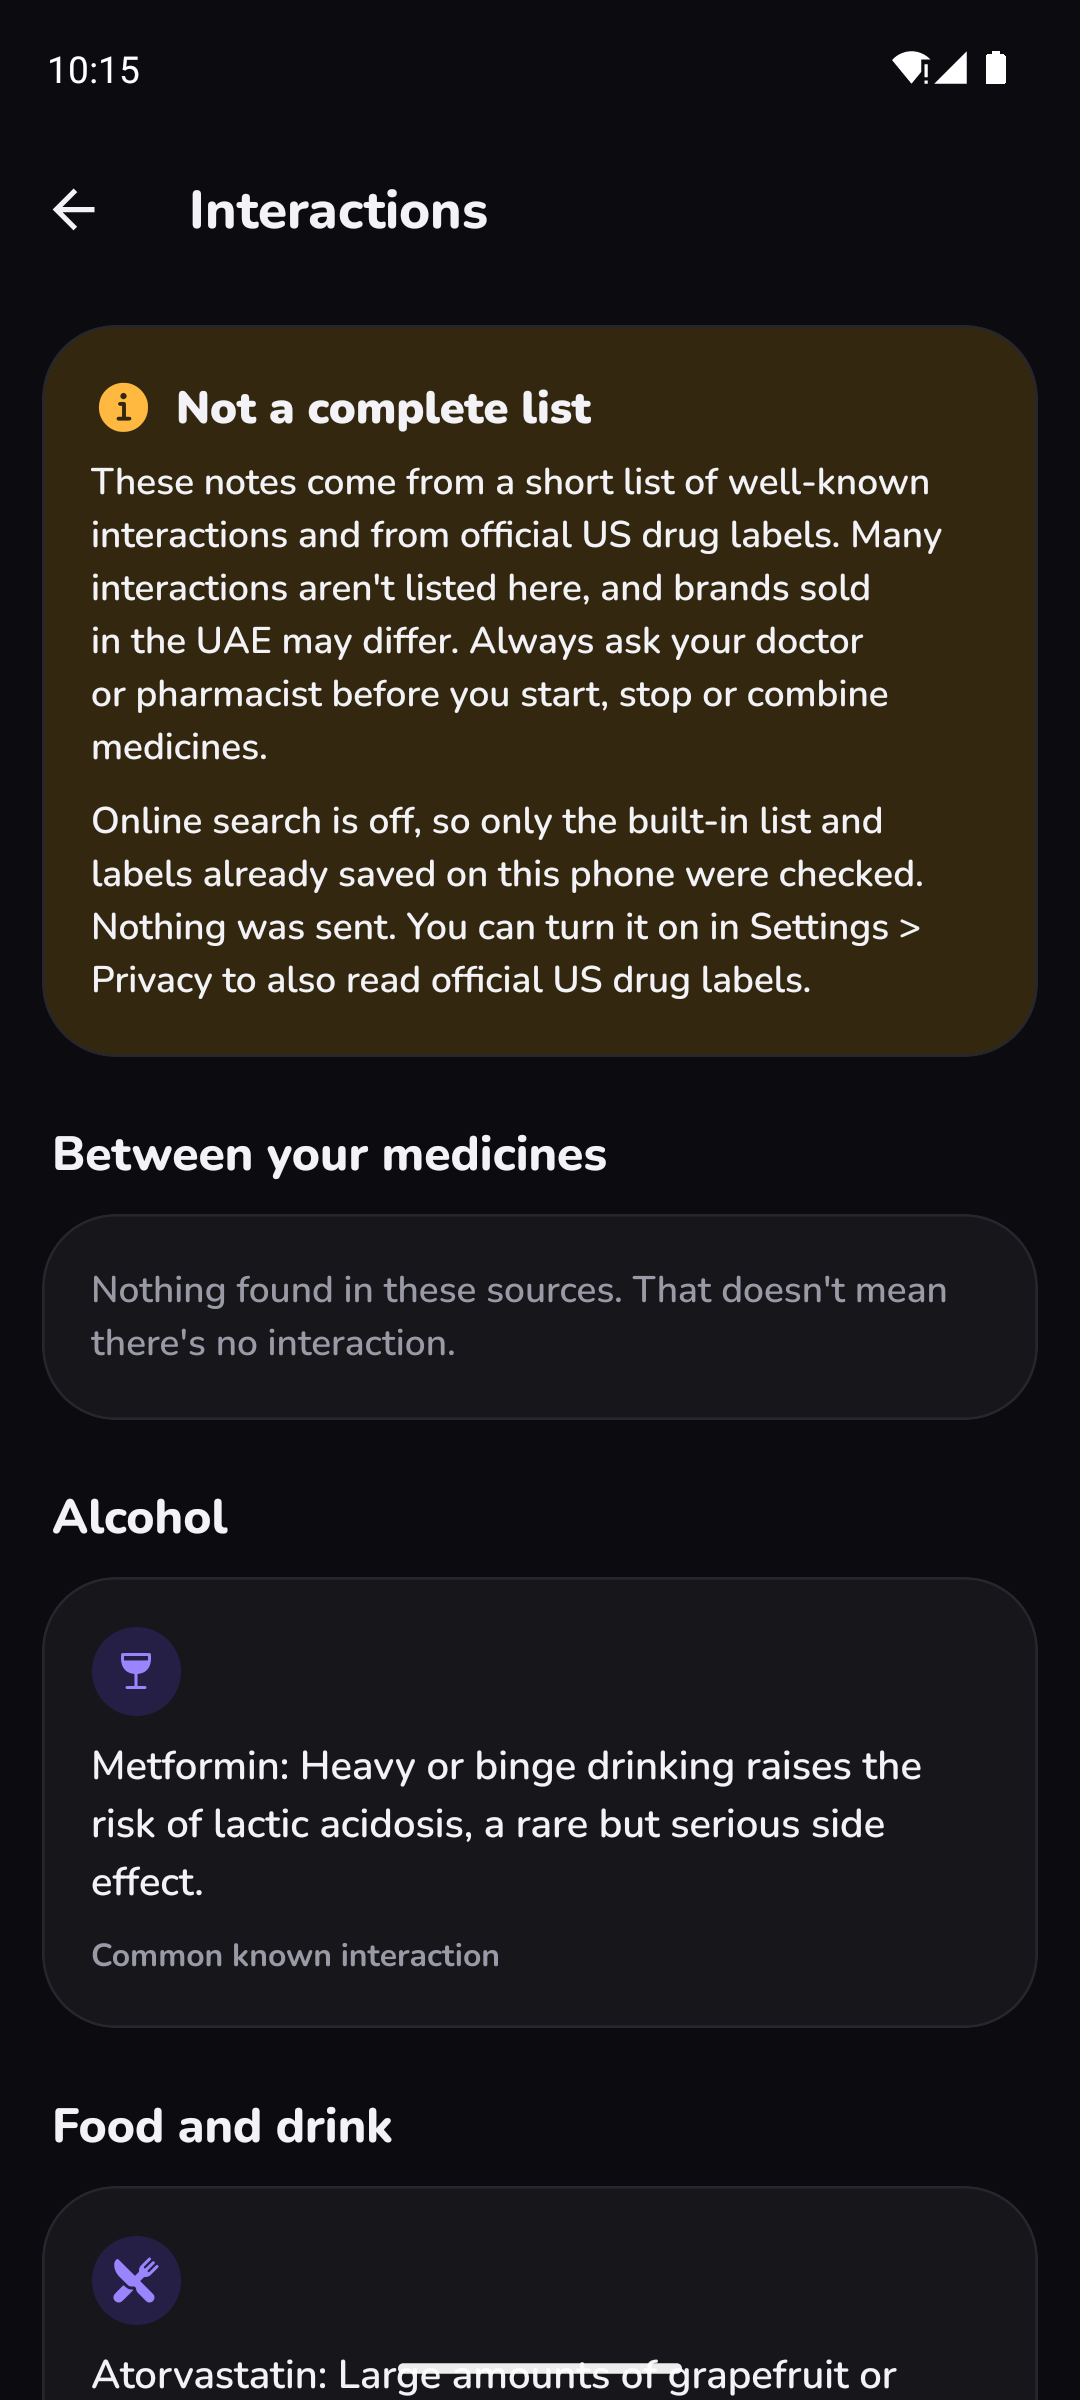 10:15
Interactions
Not a complete list
These notes come from a short list of well-known
interactions and from official US drug labels. Many
interactions aren't listed here, and brands sold
in the UAE may differ. Always ask your doctor
or pharmacist before you start, stop or combine
medicines.
Online search is off, so only the built-in list and
labels already saved on this phone were checked.
Nothing was sent. You can turn it on in Settings >
Privacy to also read official US drug labels.
Between your medicines
Nothing found in these sources. That doesn't mean
there's no interaction.
Alcohol
Metformin: Heavy or binge drinking raises the
risk of lactic acidosis, a rare but serious side
effect.
Common known interaction
Food and drink
Atorvastatin: Large amounts of grapefruit or